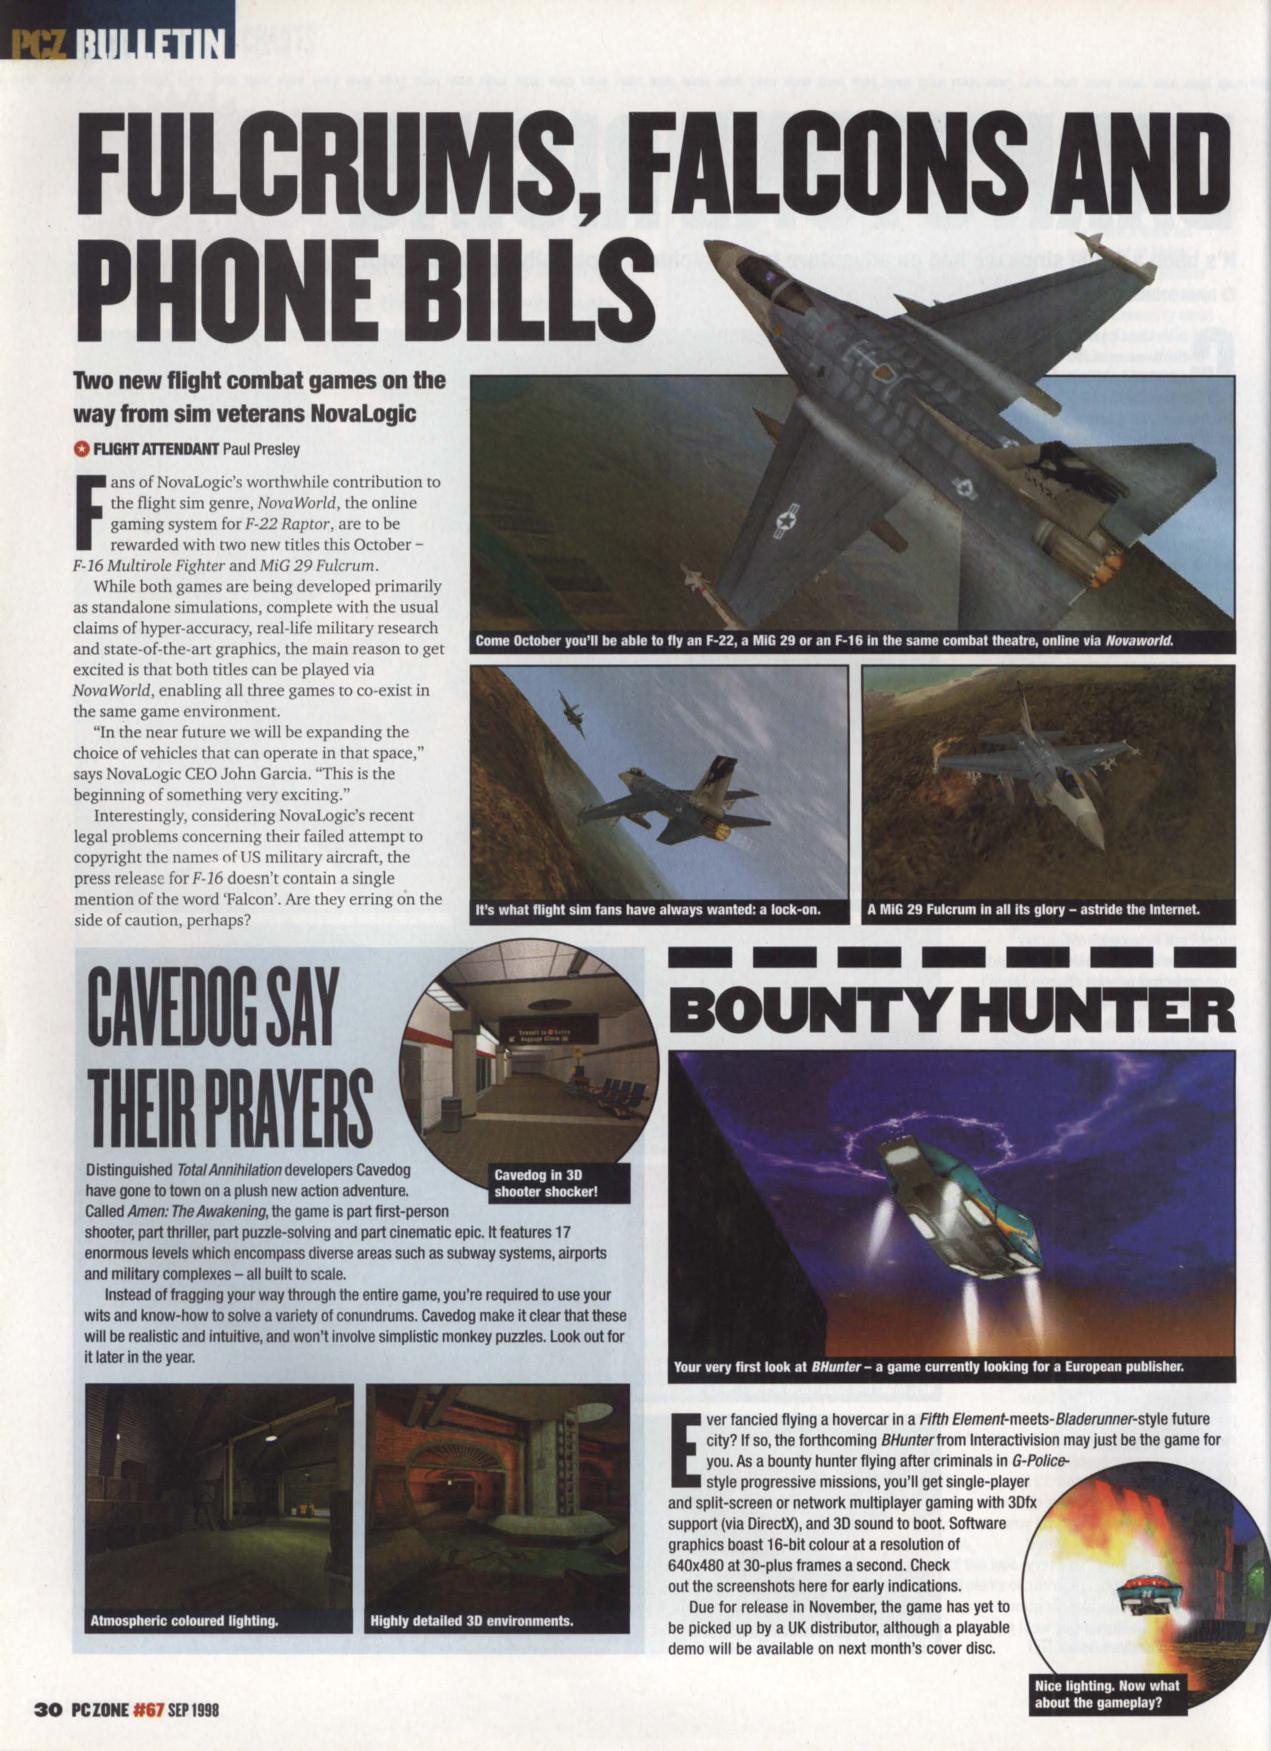 PCZ BULLETIN
FULCRUMS, FALCONS AND
PHONE BILLS
Two new flight combat games on the
way from sim veterans NovaLogic
FLIGHT ATTENDANT Paul Presley
Fans of NovaLogic's worthwhile contribution to
the flight sim genre, NovaWorld, the online
gaming system for F-22 Raptor, are to be
rewarded with two new titles this October –
F-16 Multirole Fighter and MiG 29 Fulcrum.
While both games are being developed primarily
as standalone simulations, complete with the usual
claims of hyper-accuracy, real-life military research
and state-of-the-art graphics, the main reason to get
excited is that both titles can be played via
NovaWorld, enabling all three games to co-exist in
the same game environment.
"In the near future we will be expanding the
choice of vehicles that can operate in that space,"
says NovaLogic CEO John Garcia. "This is the
beginning of something very exciting."
Interestingly, considering NovaLogic's recent
legal problems concerning their failed attempt to
copyright the names of US military aircraft, the
press release for F-16 doesn't contain a single
mention of the word 'Falcon'. Are they erring on the
side of caution, perhaps?
Come October you'll be able to fly an F-22, a MiG 29 or an F-16 in the same combat theatre, online via Novaworld.
It's what flight sim fans have always wanted: a lock-on.
A MiG 29 Fulcrum in all its glory – astride the Internet.
CAVEDOG SAY
THEIR PRAYERS
Cavedog in 3D
shooter shocker!
Distinguished Total Annihilation developers Cavedog
have gone to town on a plush new action adventure.
Called Amen: The Awakening, the game is part first-person
shooter, part thriller, part puzzle-solving and part cinematic epic. It features 17
enormous levels which encompass diverse areas such as subway systems, airports
and military complexes – all built to scale.
Instead of fragging your way through the entire game, you're required to use your
wits and know-how to solve a variety of conundrums. Cavedog make it clear that these
will be realistic and intuitive, and won't involve simplistic monkey puzzles. Look out for
it later in the year.
Atmospheric coloured lighting.
Highly detailed 3D environments.
BOUNTY HUNTER
Your very first look at BHunter – a game currently looking for a European publisher.
Ever fancied flying a hovercar in a Fifth Element-meets-Bladerunner-style future
city? If so, the forthcoming BHunter from Interactivision may just be the game for
you. As a bounty hunter flying after criminals in G-Police-
style progressive missions, you'll get single-player
and split-screen or network multiplayer gaming with 3Dfx
support (via DirectX), and 3D sound to boot. Software
graphics boast 16-bit colour at a resolution of
640x480 at 30-plus frames a second. Check
out the screenshots here for early indications.
Due for release in November, the game has yet to
be picked up by a UK distributor, although a playable
demo will be available on next month's cover disc.
Nice lighting. Now what
about the gameplay?
30 PC ZONE #67 SEP 1998